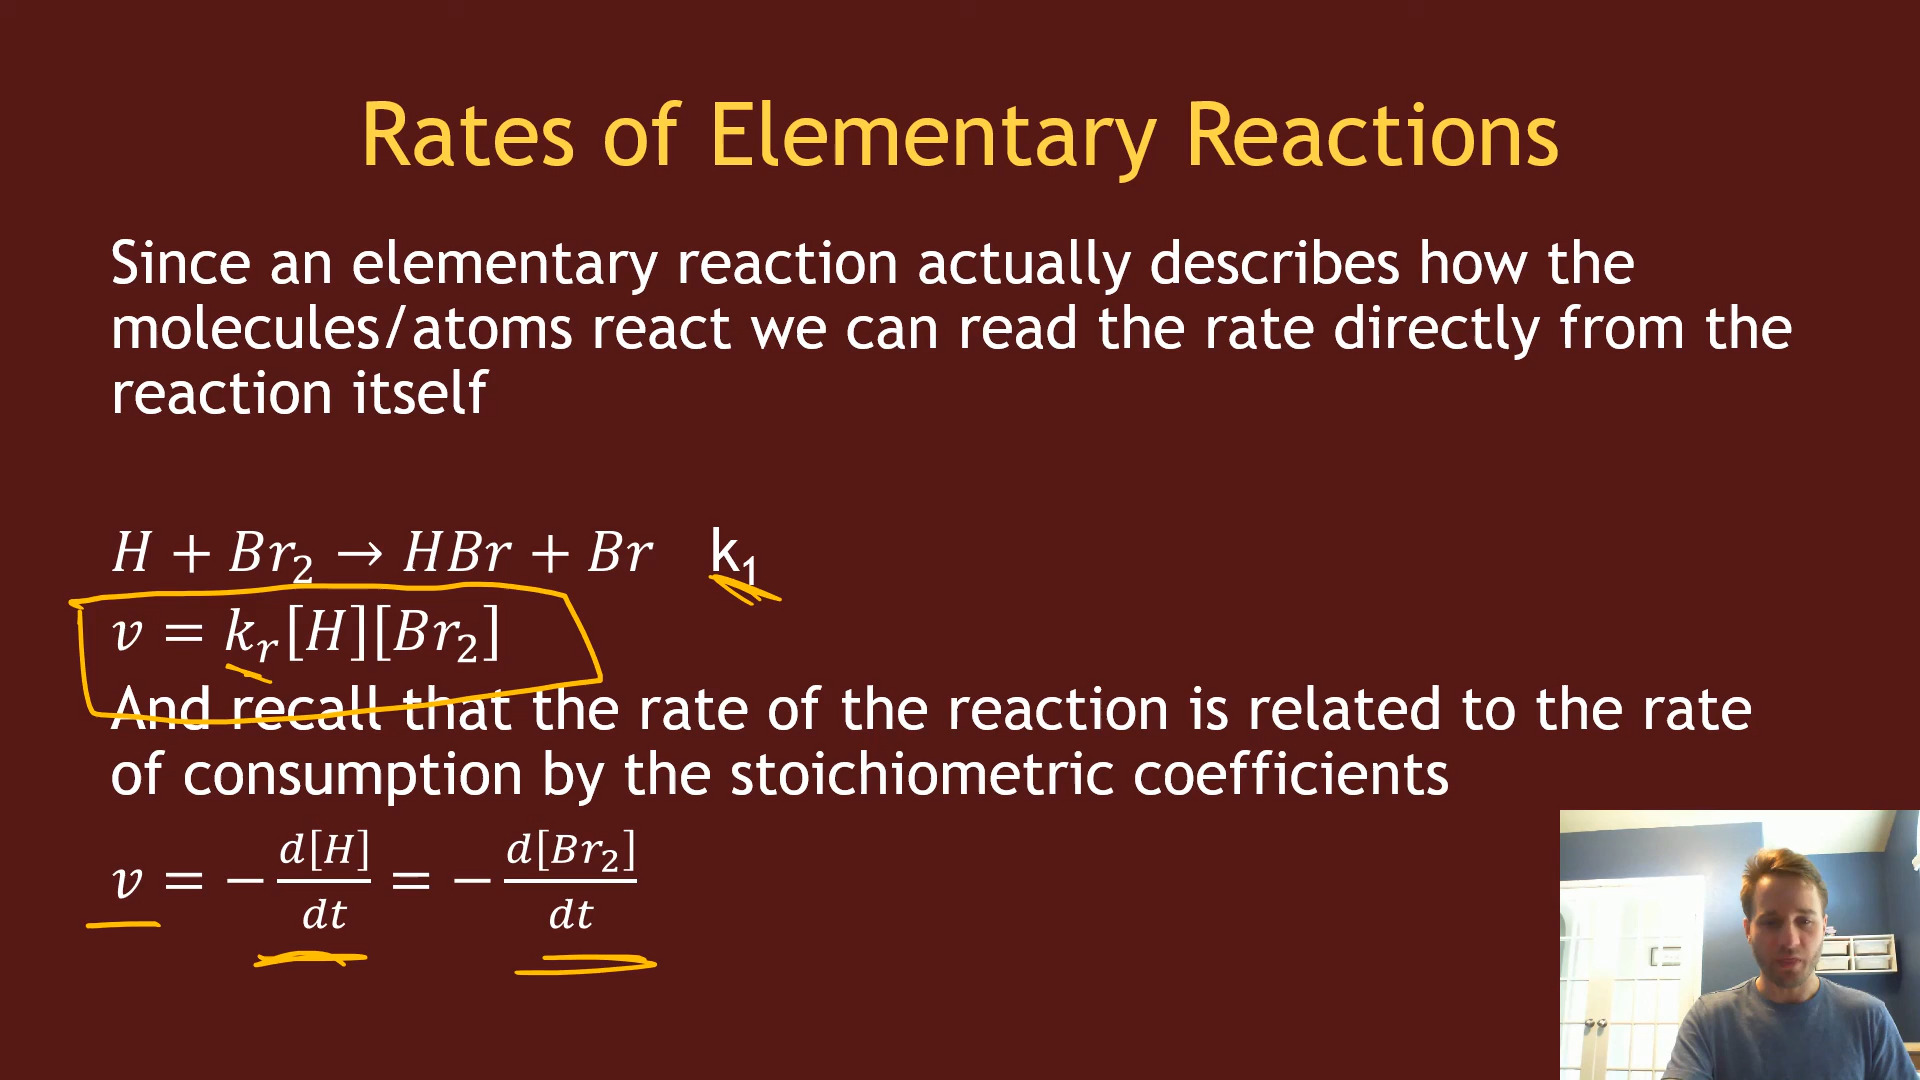 Rates of Elementary Reactions
Since an elementary reaction actually describes how the
molecules/atoms react we can read the rate directly from the
reaction itself
H + Br₂ → HBr + Br k₁
v = kᵣ[H][Br₂]
And recall that the rate of the reaction is related to the rate
of consumption by the stoichiometric coefficients
v = − d[H]/dt = − d[Br₂]/dt